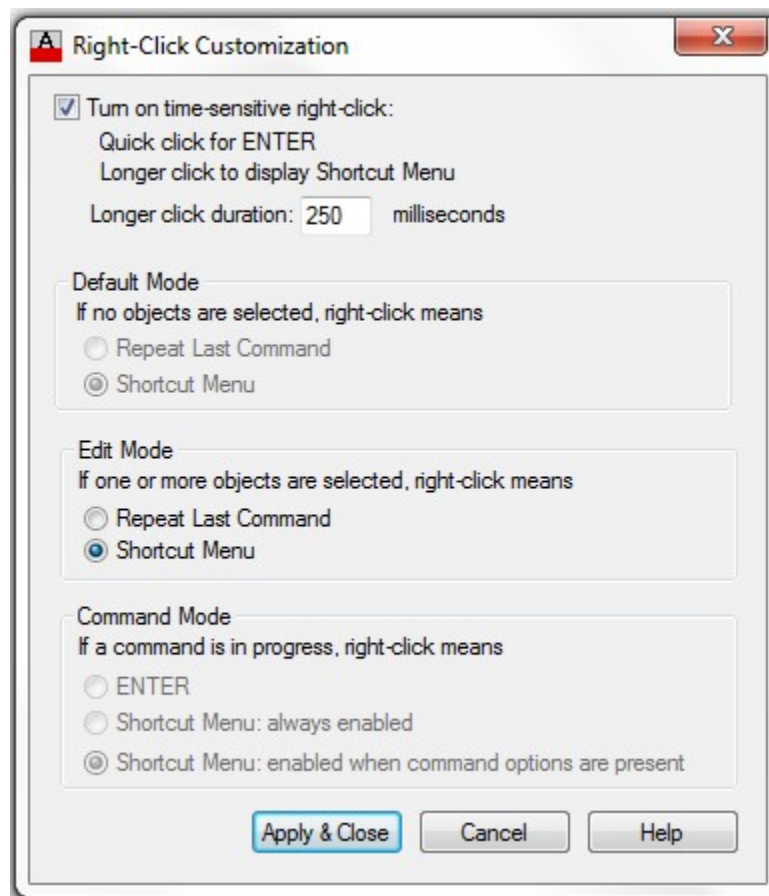 A Right-Click Customization
Turn on time-sensitive right-click:
Quick click for ENTER
Longer click to display Shortcut Menu
Longer click duration: 250 milliseconds
Default Mode
If no objects are selected, right-click means
Repeat Last Command
Shortcut Menu
Edit Mode
If one or more objects are selected, right-click means
Repeat Last Command
Shortcut Menu
Command Mode
If a command is in progress, right-click means
ENTER
Shortcut Menu: always enabled
Shortcut Menu: enabled when command options are present
Apply & Close Cancel Help